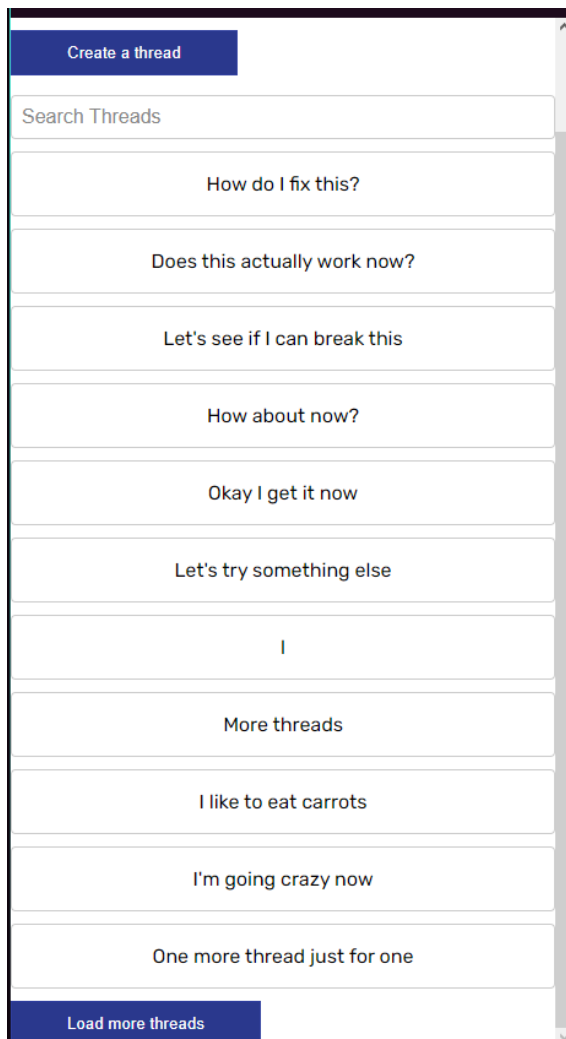 Create a thread
Search Threads
How do I fix this?
Does this actually work now?
Let's see if I can break this
How about now?
Okay I get it now
Let's try something else
I
More threads
I like to eat carrots
I'm going crazy now
One more thread just for one
Load more threads